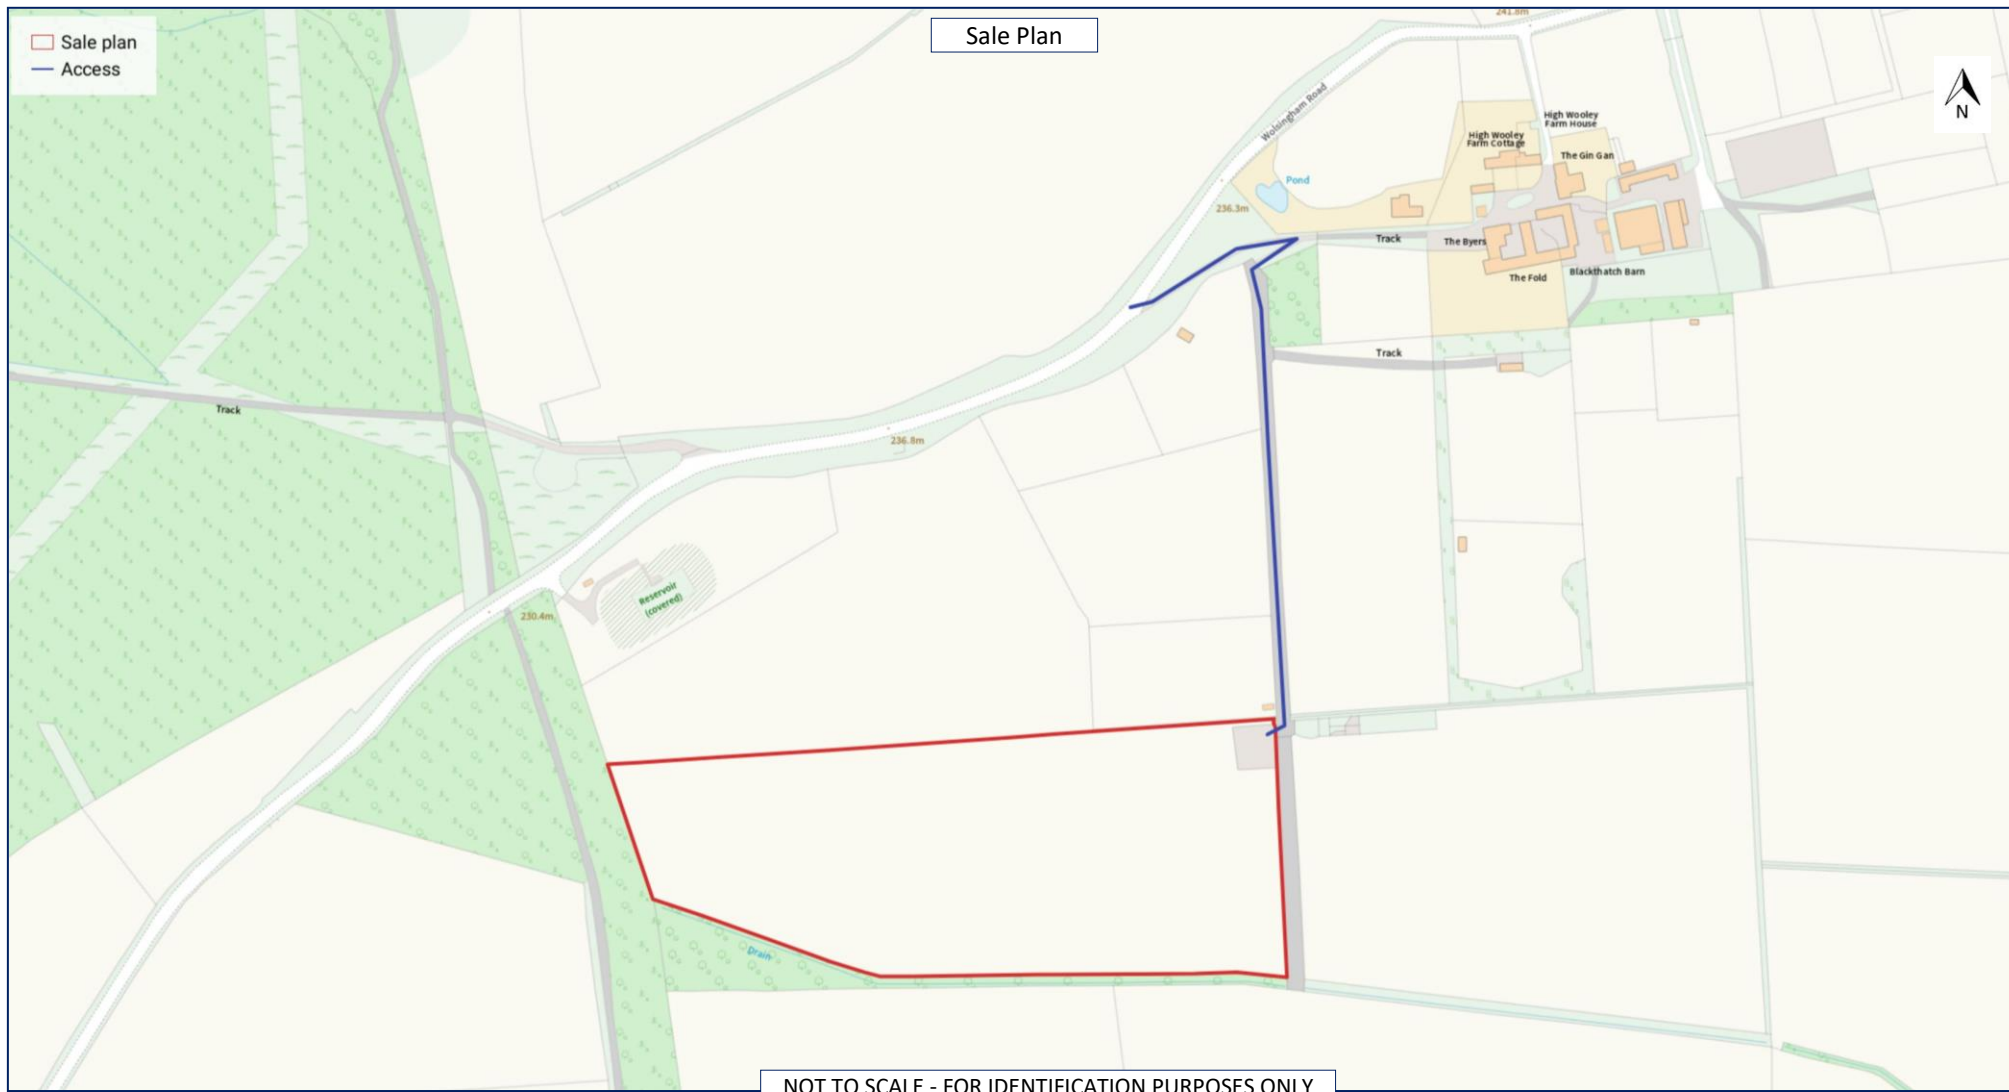 Sale Plan
Sale plan
Access
241.8m
N
Wolsingham Road
High Wooley
Farm House
High Wooley
Farm Cottage
The Gin Gan
Pond
236.3m
Track
The Byers
The Fold
Blackthatch Barn
Track
Track
236.8m
Reservoir
(covered)
230.4m
Drain
NOT TO SCALE - FOR IDENTIFICATION PURPOSES ONLY